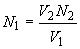 N₁ = V₂N₂ / V₁